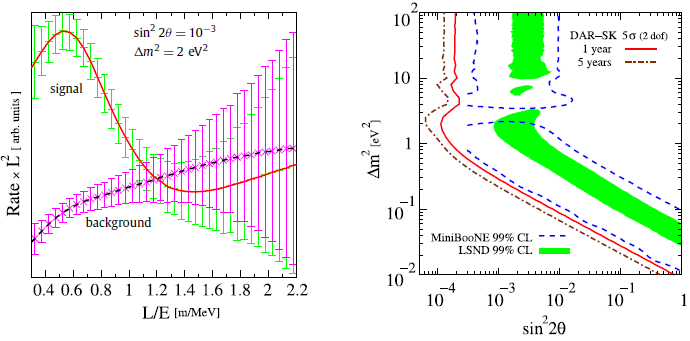 sin² 2θ = 10⁻³
Δm² = 2 eV²
signal
background
Rate × L² [ arb. units ]
0.4 0.6 0.8 1 1.2 1.4 1.6 1.8 2 2.2
L/E [m/MeV]
DAR−SK 5σ (2 dof)
1 year
5 years
MiniBooNE 99% CL
LSND 99% CL
Δm² [eV²]
10²
10
1
10⁻¹
10⁻²
10⁻⁴ 10⁻³ 10⁻² 10⁻¹ 1
sin²2θ